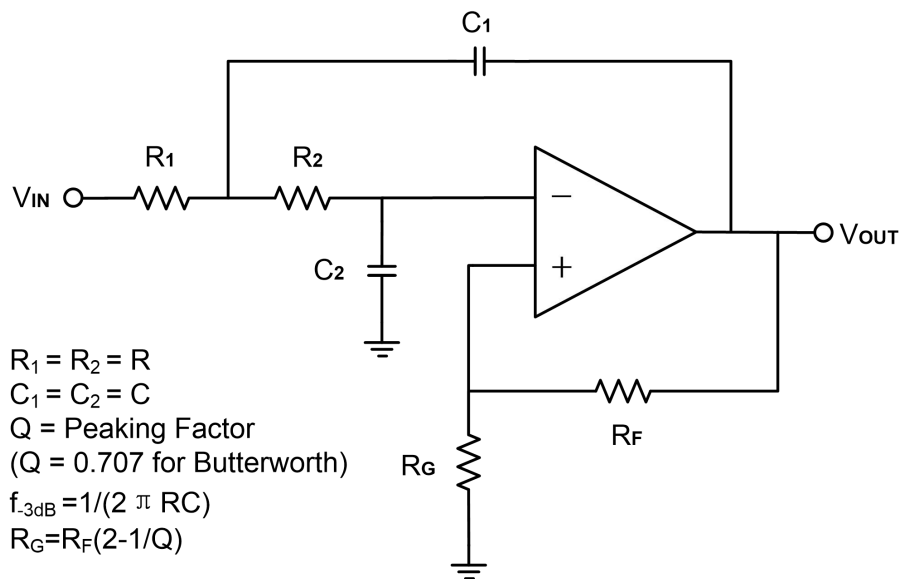 C1
R1
R2
VIN
−
VOUT
C2
+
R1 = R2 = R
C1 = C2 = C
Q = Peaking Factor
(Q = 0.707 for Butterworth)
f-3dB =1/(2 π RC)
RG=RF(2-1/Q)
RF
RG